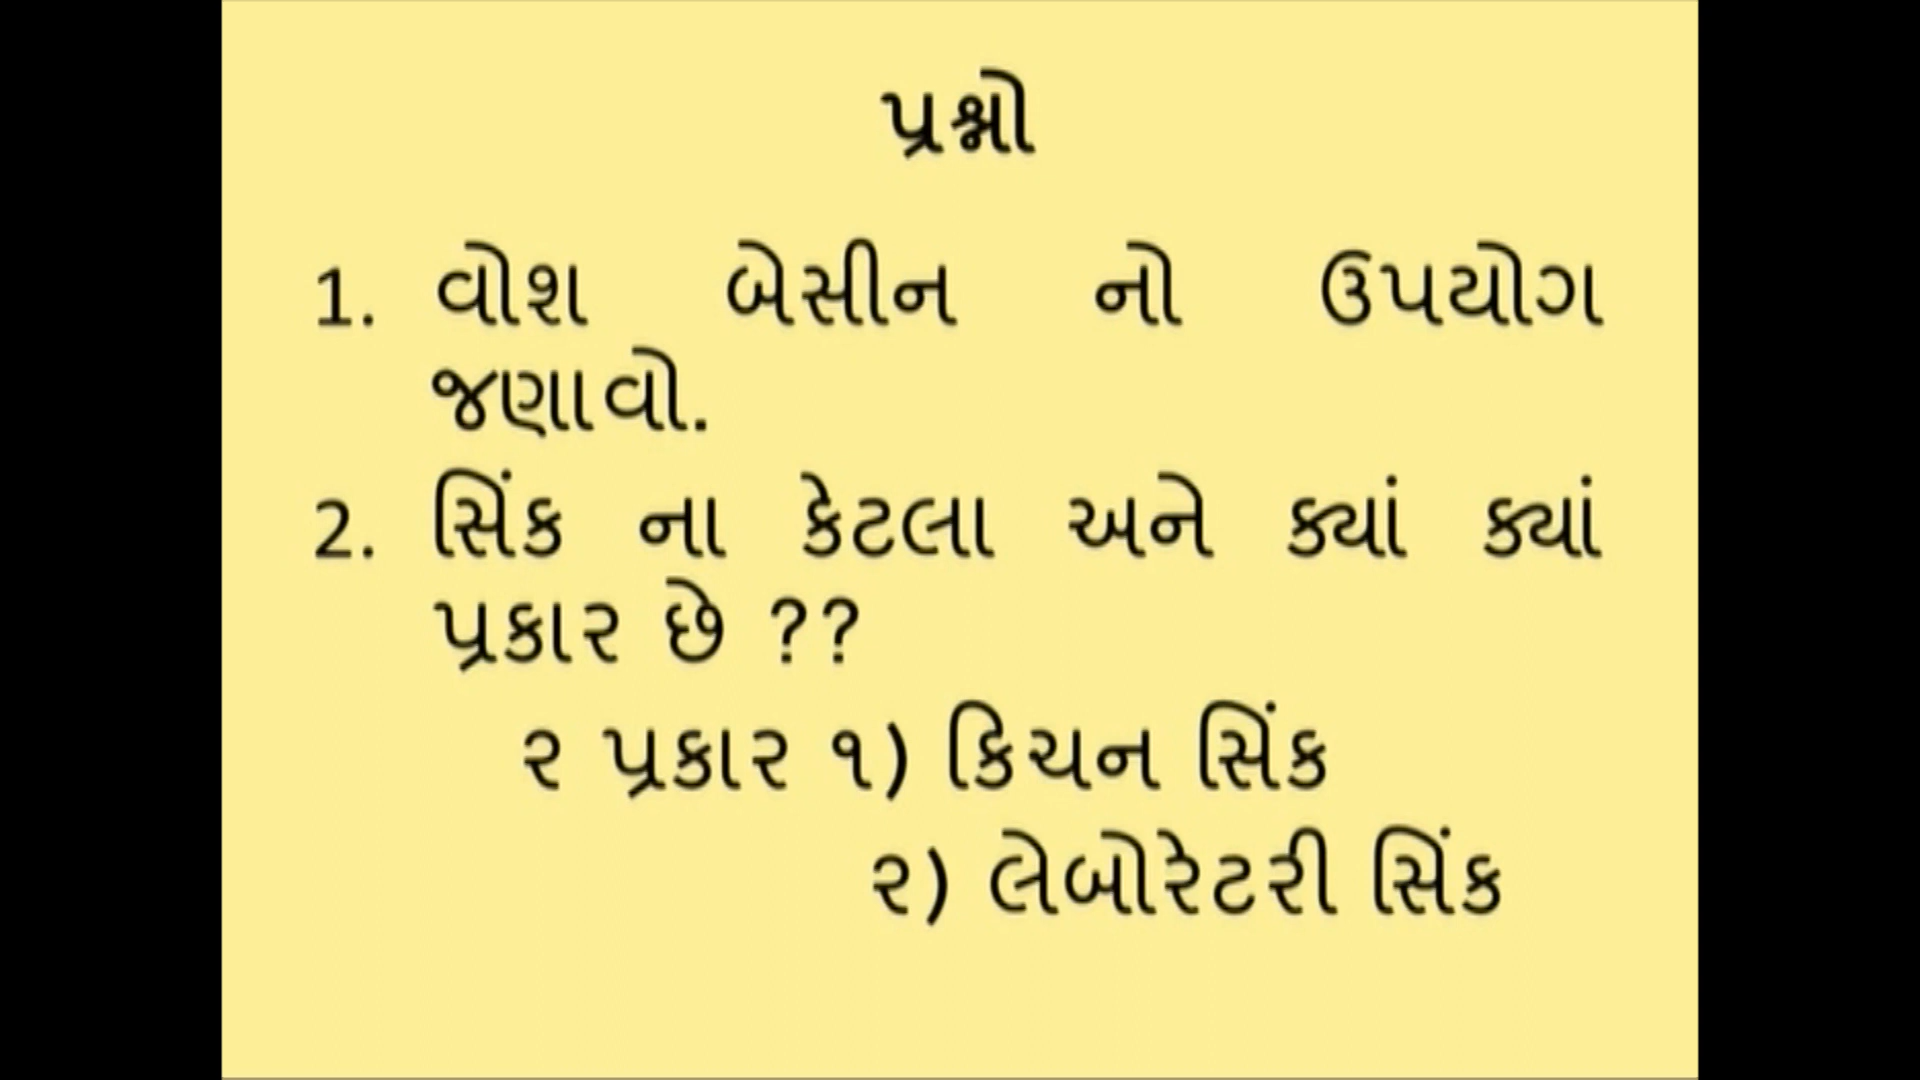 પ્રશ્નો
1. વોશ બેસીન નો ઉપયોગ
જણાવો.
2. સિંક ના કેટલા અને ક્યાં ક્યાં
પ્રકાર છે ??
૨ પ્રકાર ૧) કિચન સિંક
૨) લેબોરેટરી સિંક